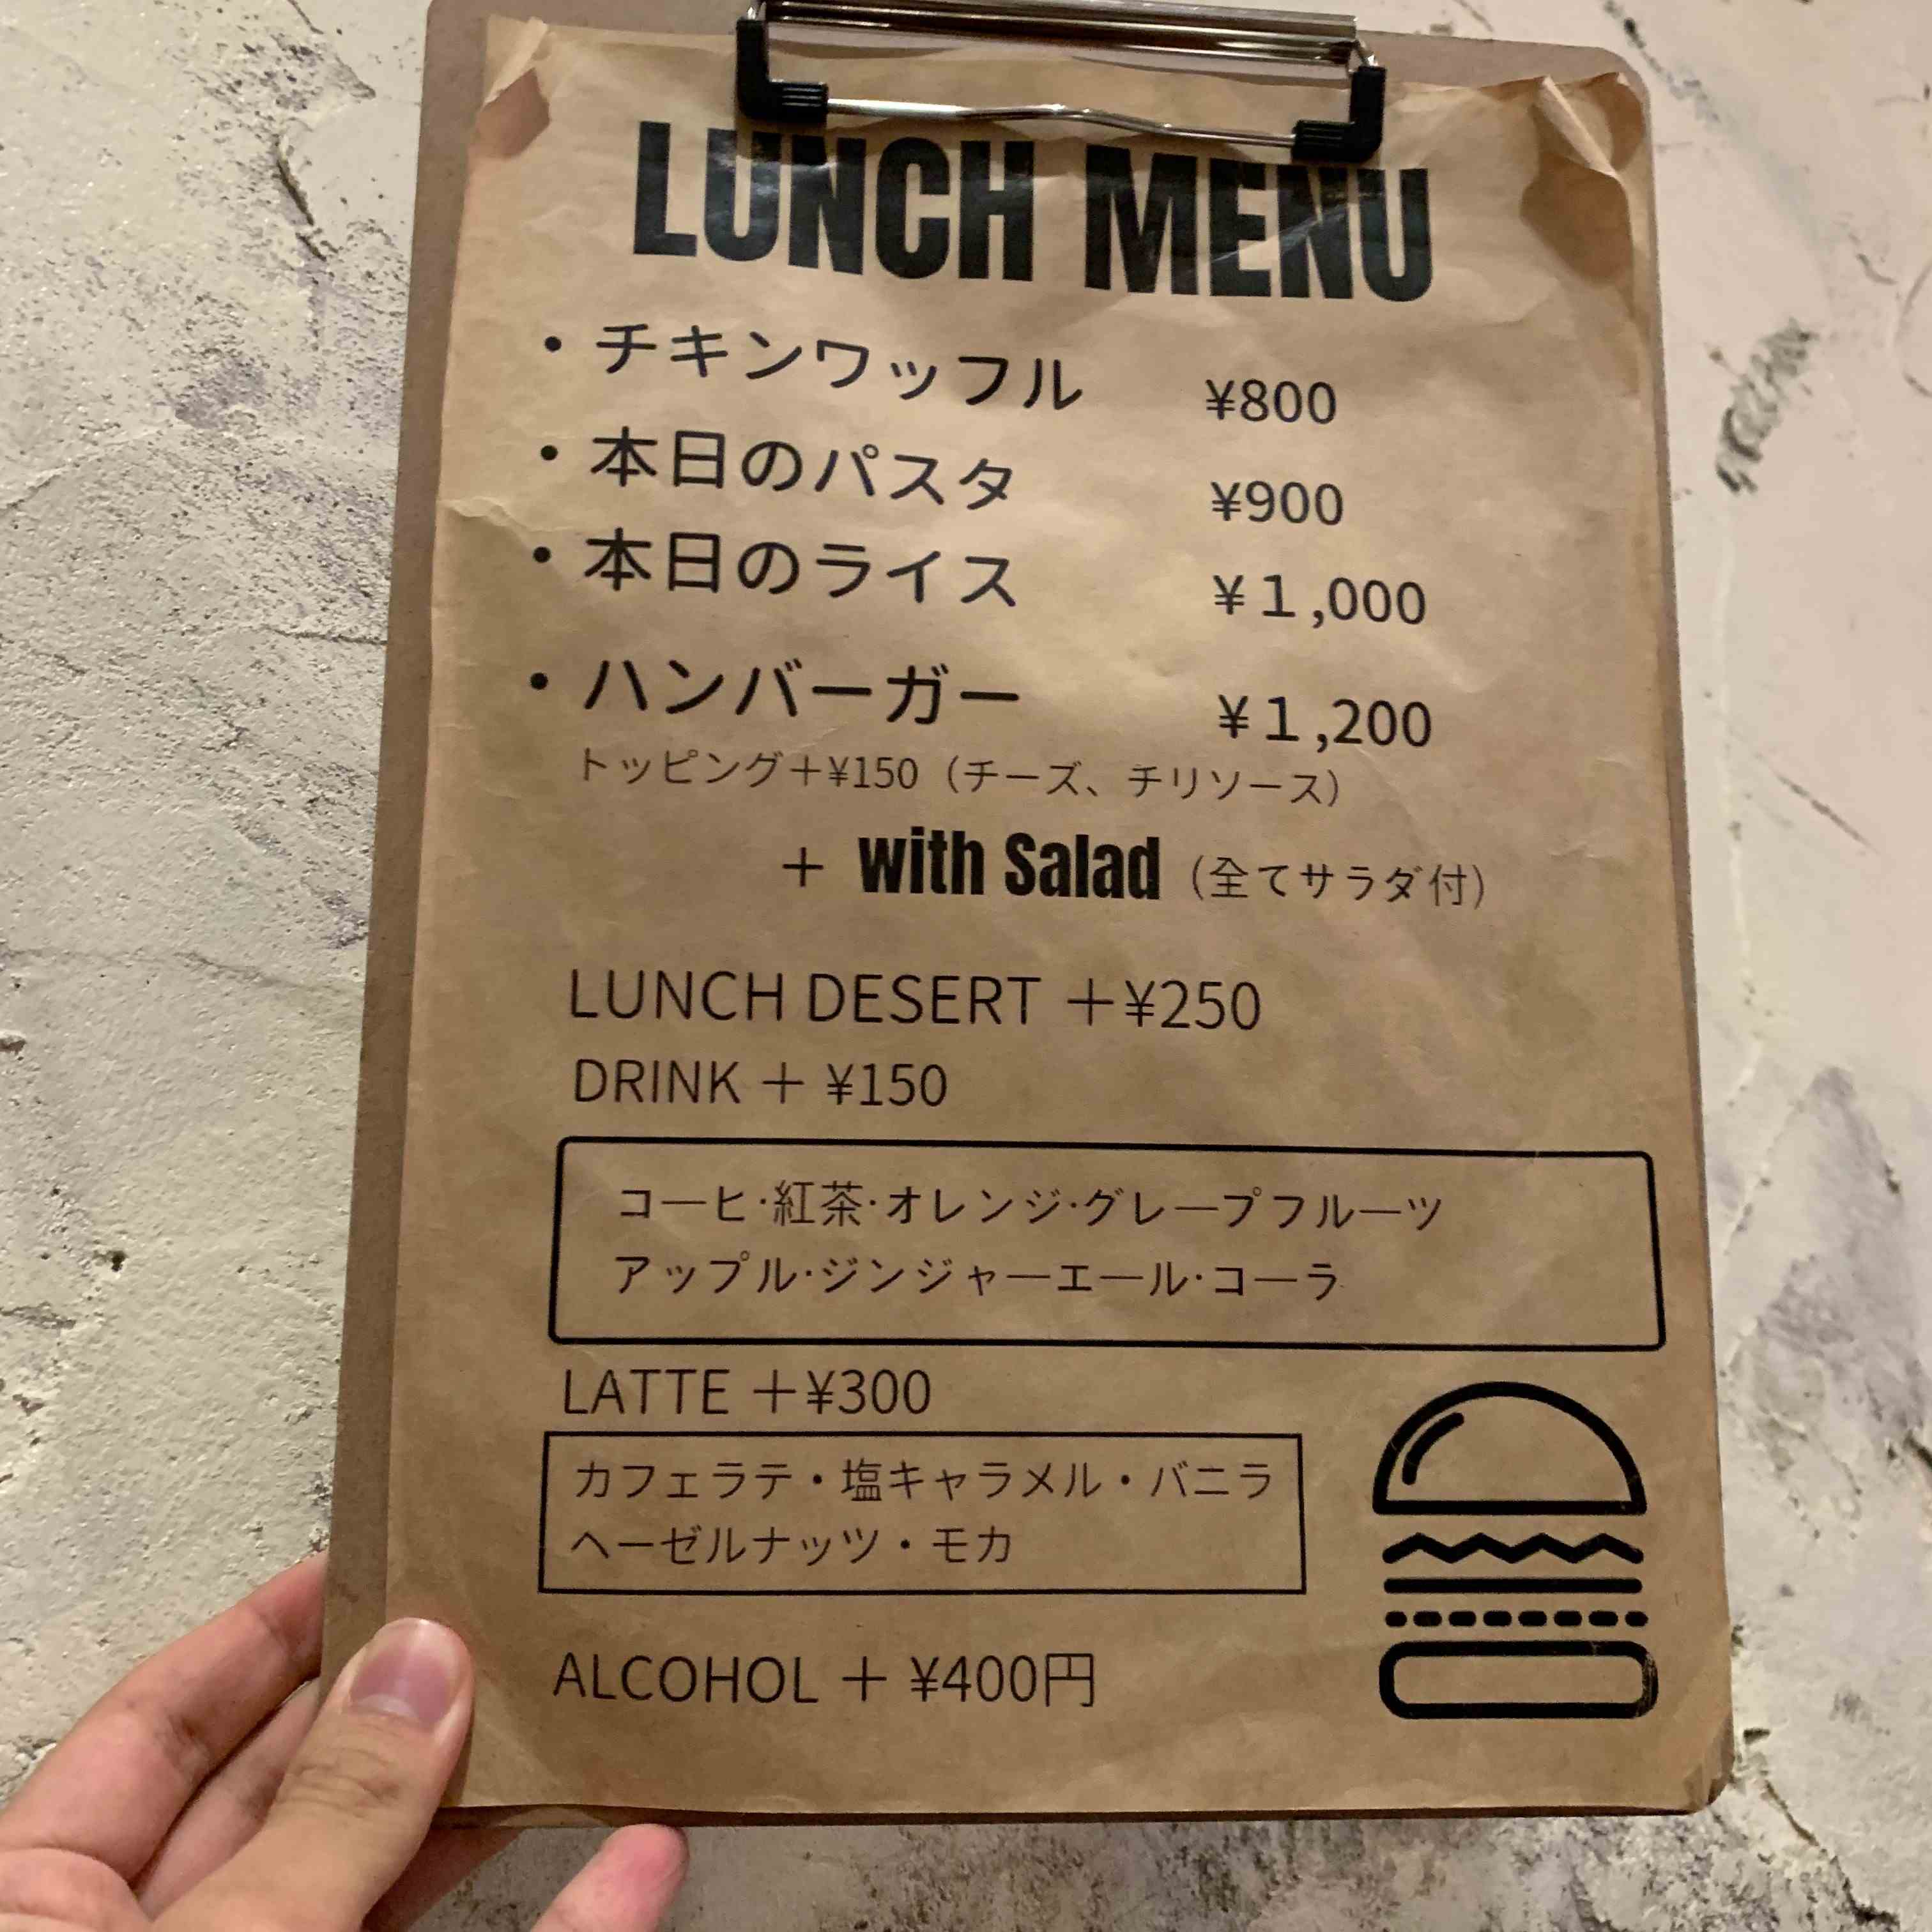 LUNCH MENU
・チキンワッフル ¥800
・本日のパスタ ¥900
・本日のライス ¥１,000
・ハンバーガー ¥１,200
トッピング＋¥150（チーズ、チリソース）
＋ with Salad（全てサラダ付）
LUNCH DESERT ＋¥250
DRINK ＋ ¥150
コーヒ·紅茶·オレンジ·グレープフルーツ
アップル·ジンジャーエール·コーラ
LATTE ＋¥300
カフェラテ・塩キャラメル・バニラ
ヘーゼルナッツ・モカ
ALCOHOL ＋ ¥400円